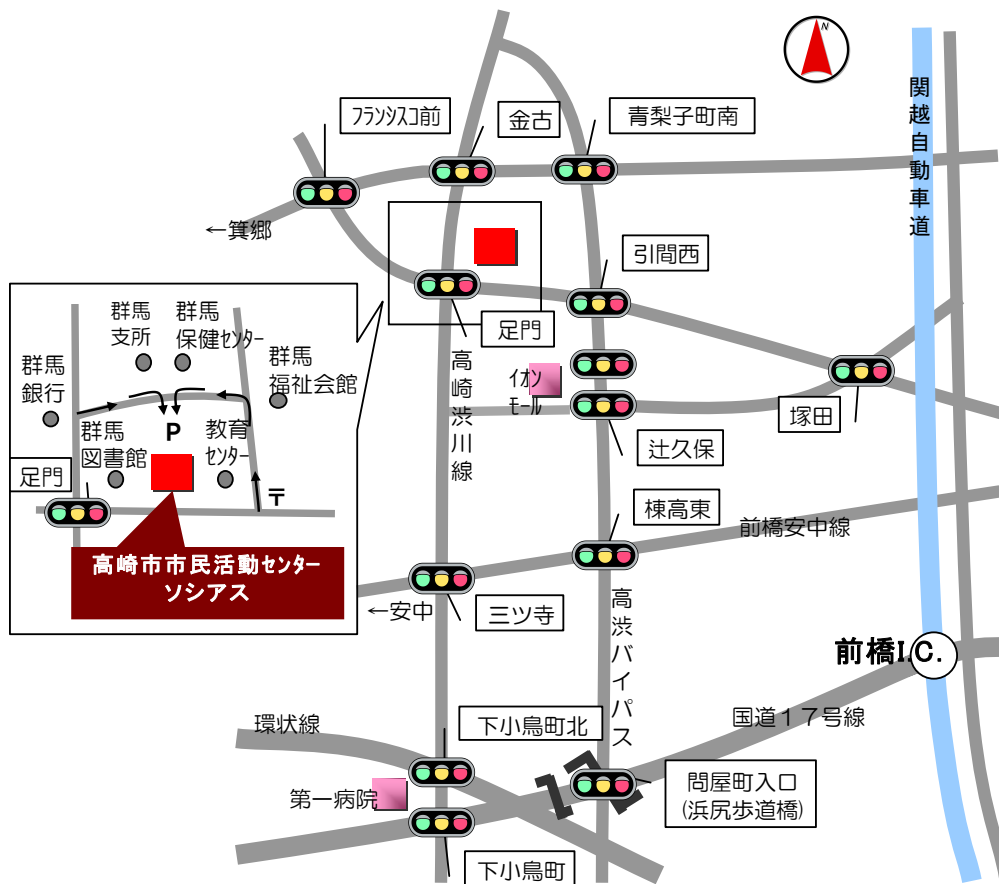 N
フランシスコ前
金古
青梨子町南
関越自動車道
←箕郷
引間西
足門
高崎渋川線
イオン
モール
塚田
辻久保
棟高東
前橋安中線
←安中
三ツ寺
高渋バイパス
前橋I.C.
国道17号線
環状線
下小鳥町北
第一病院
問屋町入口
(浜尻歩道橋)
下小鳥町
群馬
支所
群馬
保健センター
群馬
銀行
群馬
福祉会館
P
群馬
図書館
教育
センター
足門
〒
高崎市市民活動センター
ソシアス